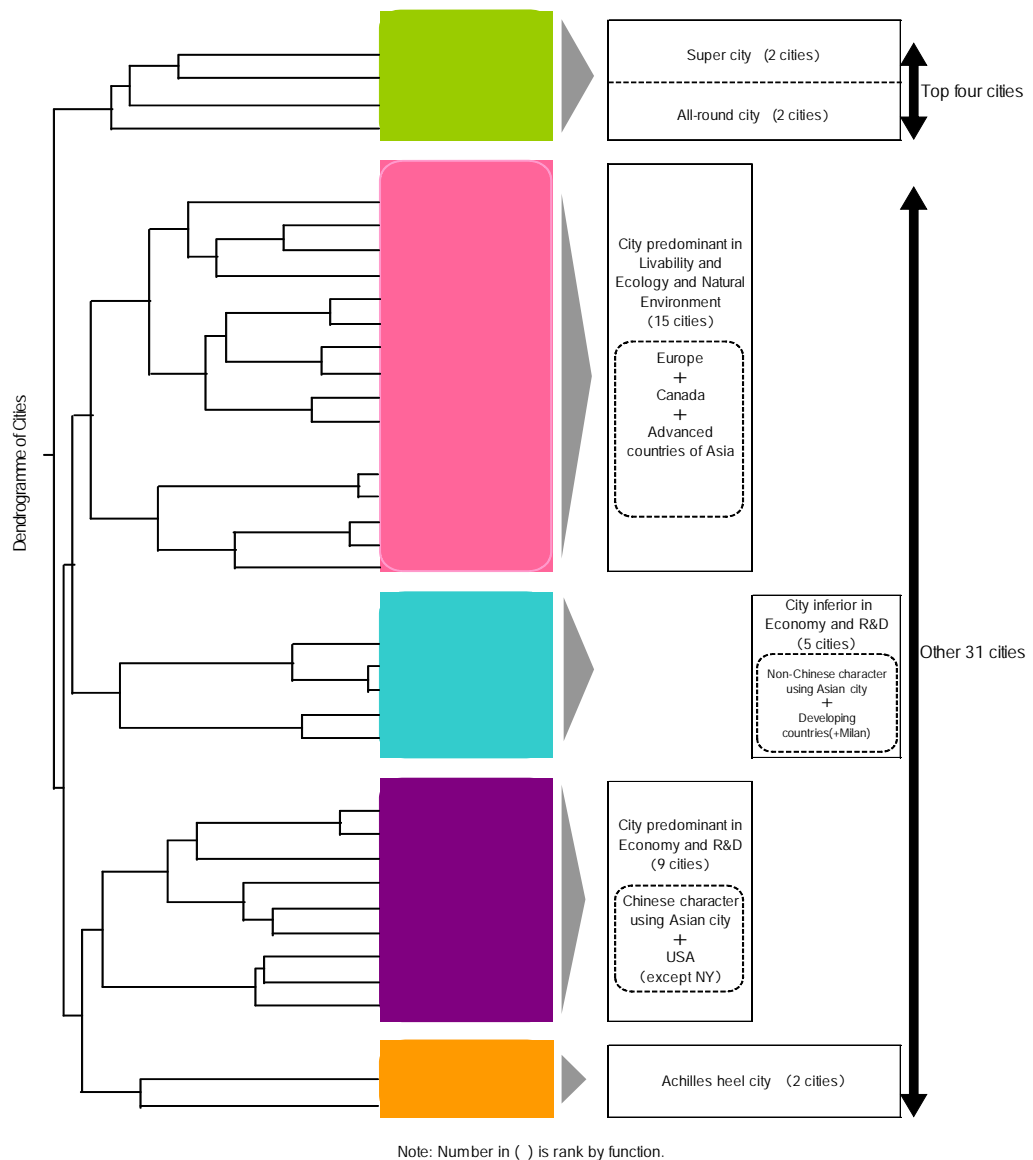 Dendrogramme of Cities
Super city (2 cities)
All-round city (2 cities)
Top four cities
City predominant in
Livability and
Ecology and Natural
Environment
(15 cities)
Europe
+
Canada
+
Advanced
countries of Asia
City inferior in
Economy and R&D
(5 cities)
Non-Chinese character
using Asian city
+
Developing
countries(+Milan)
Other 31 cities
City predominant in
Economy and R&D
(9 cities)
Chinese character
using Asian city
+
USA
(except NY)
Achilles heel city (2 cities)
Note: Number in ( ) is rank by function.